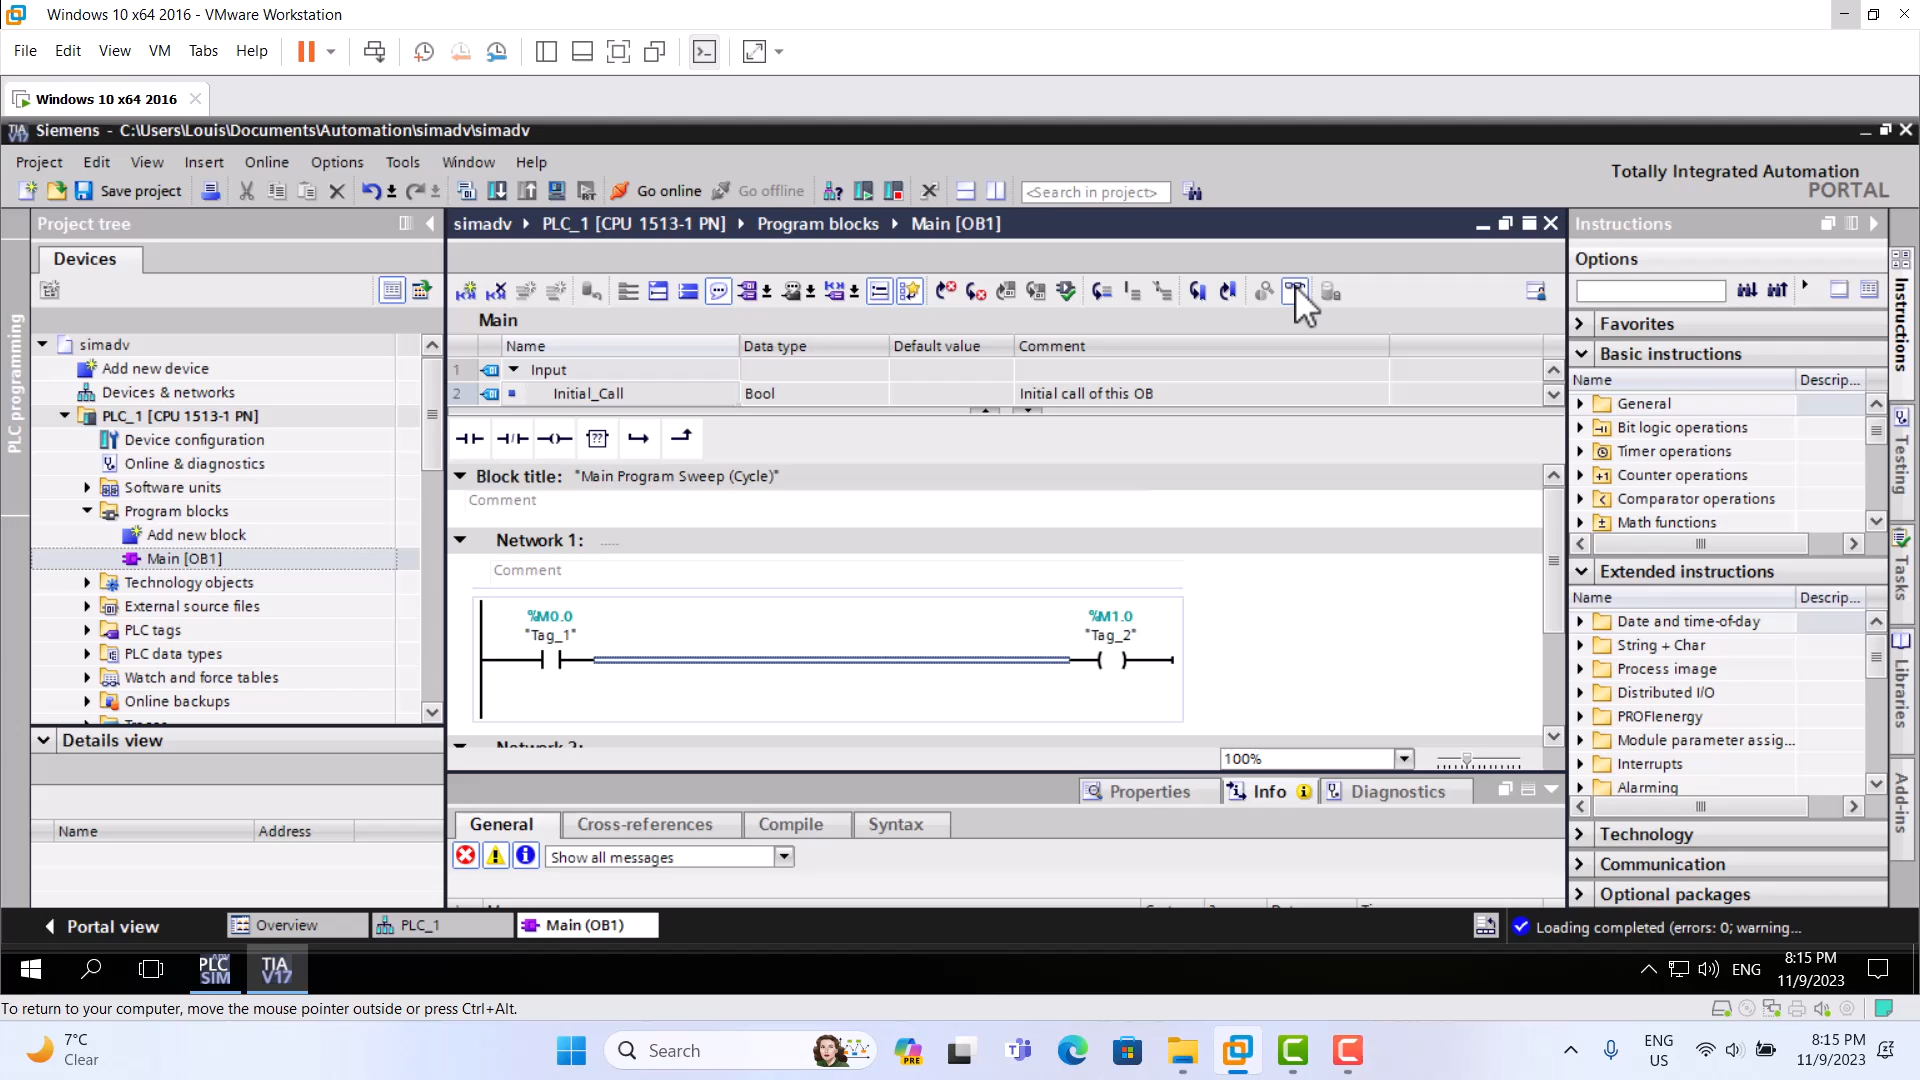 Windows 10 x64 2016 - VMware Workstation
File Edit View VM Tabs Help
Windows 10 x64 2016
TIA V17 Siemens - C:\Users\Louis\Documents\Automation\simadv\simadv
Project Edit View Insert Online Options Tools Window Help
Totally Integrated Automation
PORTAL
Save project Go online Go offline <Search in project>
Project tree
simadv PLC_1 [CPU 1513-1 PN] Program blocks Main [OB1]
Instructions
Devices
Options
PLC programming
Main
Name Data type Default value Comment
1 Input
2 Initial_Call Bool Initial call of this OB
simadv
Add new device
Devices & networks
PLC_1 [CPU 1513-1 PN]
Device configuration
Online & diagnostics
Software units
Program blocks
Add new block
Main [OB1]
Technology objects
External source files
PLC tags
PLC data types
Watch and force tables
Online backups
Details view
Name Address
??
Block title: "Main Program Sweep (Cycle)"
Comment
Network 1: .....
Comment
%M0.0
"Tag_1"
%M1.0
"Tag_2"
Network 2:
100%
Properties Info Diagnostics
General Cross-references Compile Syntax
Show all messages
Favorites
Basic instructions
Name Descrip...
General
Bit logic operations
Timer operations
Counter operations
Comparator operations
Math functions
Extended instructions
Name Descrip...
Date and time-of-day
String + Char
Process image
Distributed I/O
PROFIenergy
Module parameter assig...
Interrupts
Alarming
Technology
Communication
Optional packages
Instructions
Testing
Tasks
Libraries
Add-ins
Portal view Overview PLC_1 Main (OB1)
Loading completed (errors: 0; warning...
PLC SIM
TIA V17
ENG
8:15 PM
11/9/2023
To return to your computer, move the mouse pointer outside or press Ctrl+Alt.
7°C
Clear
Search
PRE
ENG
US
8:15 PM
11/9/2023